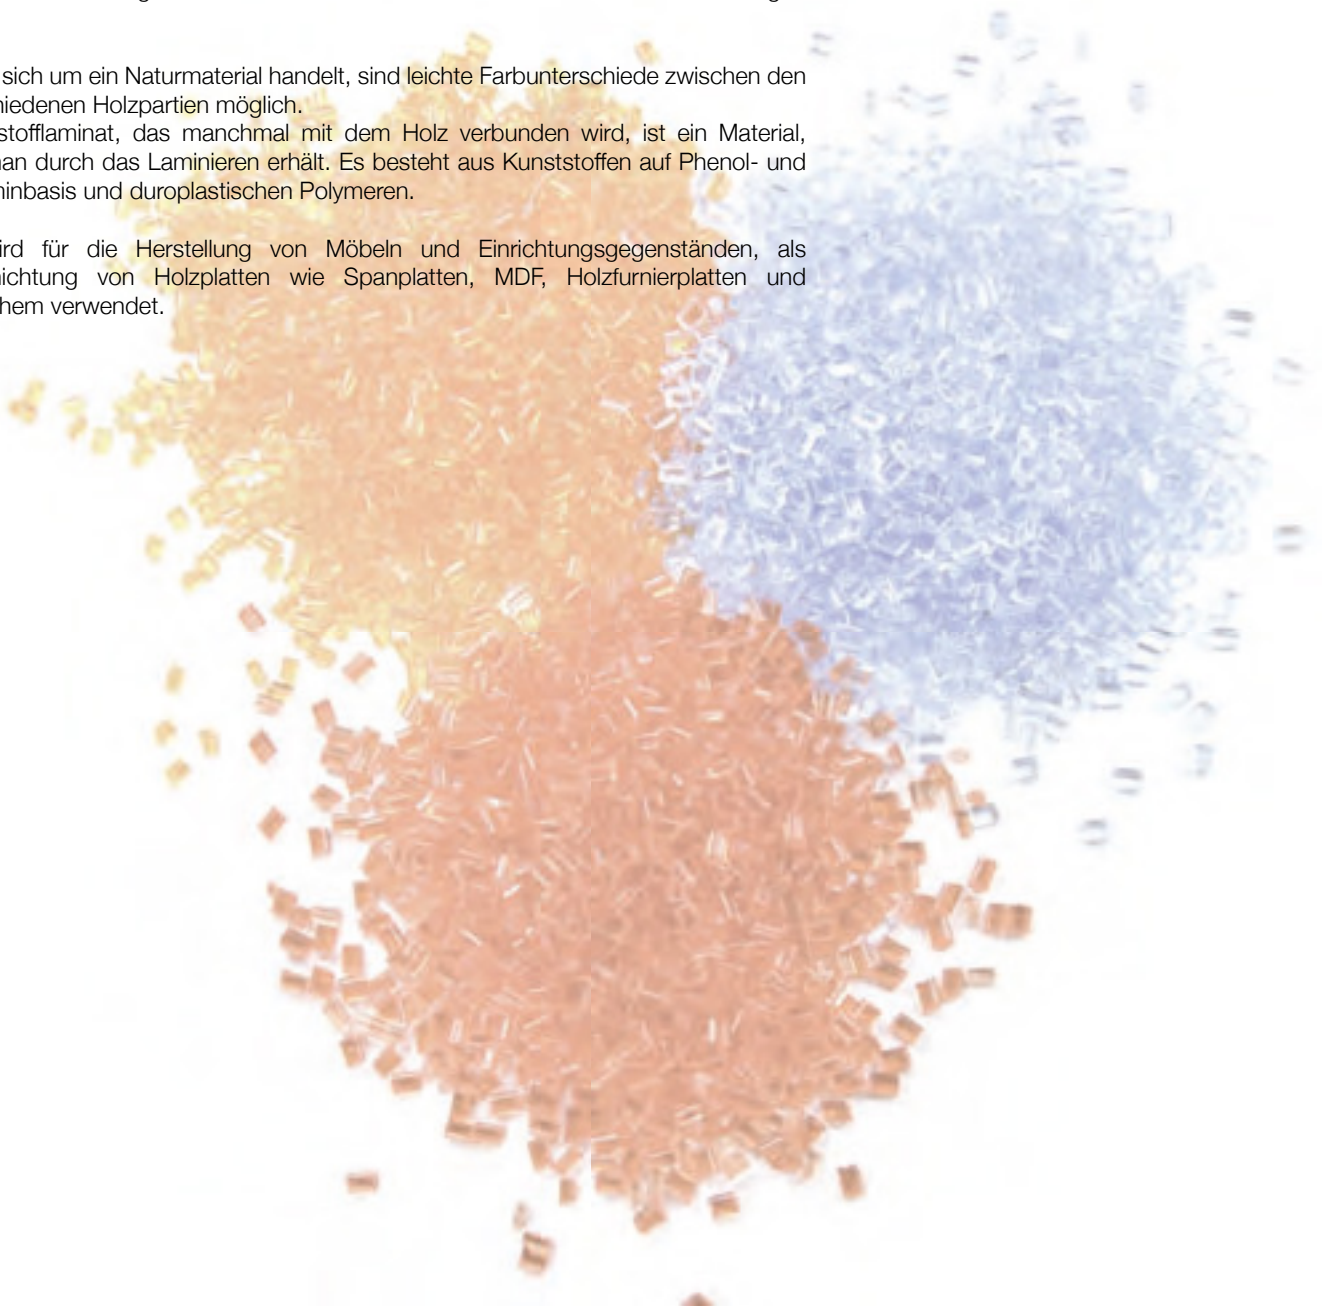 sich um ein Naturmaterial handelt, sind leichte Farbunterschiede zwischen den
hiedenen Holzpartien möglich.
stofflaminat, das manchmal mit dem Holz verbunden wird, ist ein Material,
an durch das Laminieren erhält. Es besteht aus Kunststoffen auf Phenol- und
inbasis und duroplastischen Polymeren.
ird für die Herstellung von Möbeln und Einrichtungsgegenständen, als
ichtung von Holzplatten wie Spanplatten, MDF, Holzfurnierplatten und
hem verwendet.